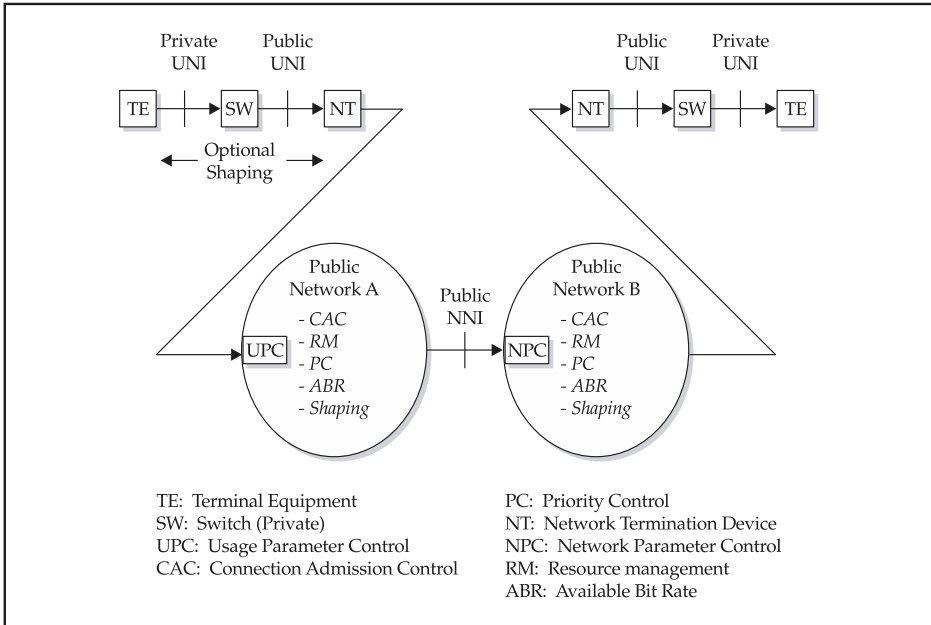 Private
UNI
Public
UNI
Public
UNI
Private
UNI
TE
SW
NT
NT
SW
TE
Optional
Shaping
Public
Network A
- CAC
- RM
- PC
- ABR
- Shaping
UPC
Public
NNI
Public
Network B
- CAC
- RM
- PC
- ABR
- Shaping
NPC
TE: Terminal Equipment
SW: Switch (Private)
UPC: Usage Parameter Control
CAC: Connection Admission Control
PC: Priority Control
NT: Network Termination Device
NPC: Network Parameter Control
RM: Resource management
ABR: Available Bit Rate